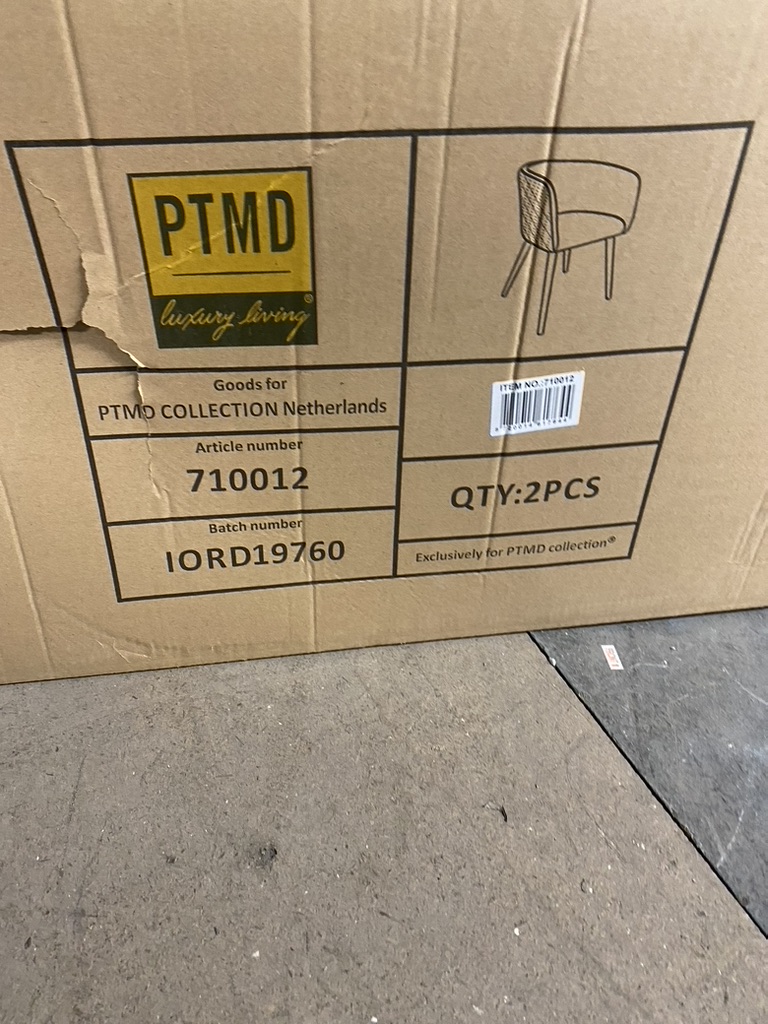 PTMD
luxury living®
Goods for
PTMD COLLECTION Netherlands
Article number
710012
Batch number
IORD19760
ITEM NO.:710012
QTY:2PCS
Exclusively for PTMD collection®